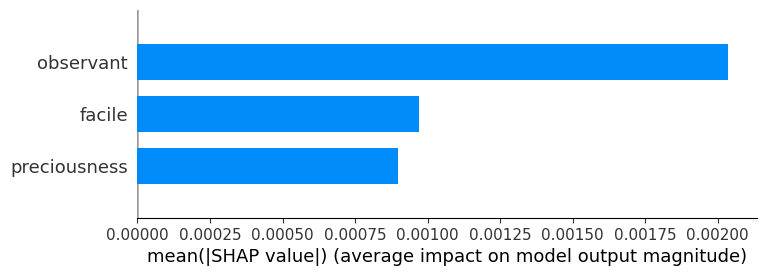 observant
facile
preciousness
0.00000 0.00025 0.00050 0.00075 0.00100 0.00125 0.00150 0.00175 0.00200
mean(|SHAP value|) (average impact on model output magnitude)